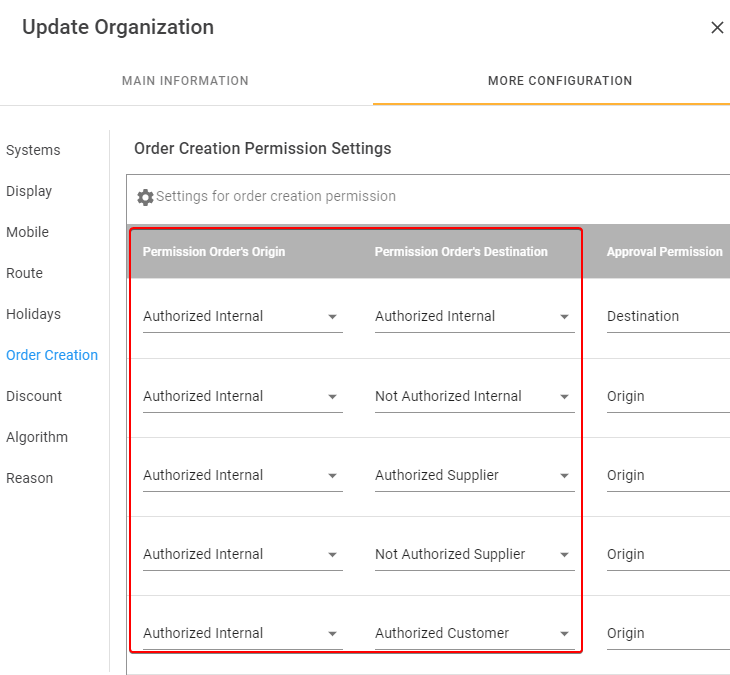 Update Organization
MAIN INFORMATION
MORE CONFIGURATION
Systems
Display
Mobile
Route
Holidays
Order Creation
Discount
Algorithm
Reason
Order Creation Permission Settings
Settings for order creation permission
Permission Order's Origin Permission Order's Destination Approval Permission
Authorized Internal Authorized Internal Destination
Authorized Internal Not Authorized Internal Origin
Authorized Internal Authorized Supplier Origin
Authorized Internal Not Authorized Supplier Origin
Authorized Internal Authorized Customer Origin